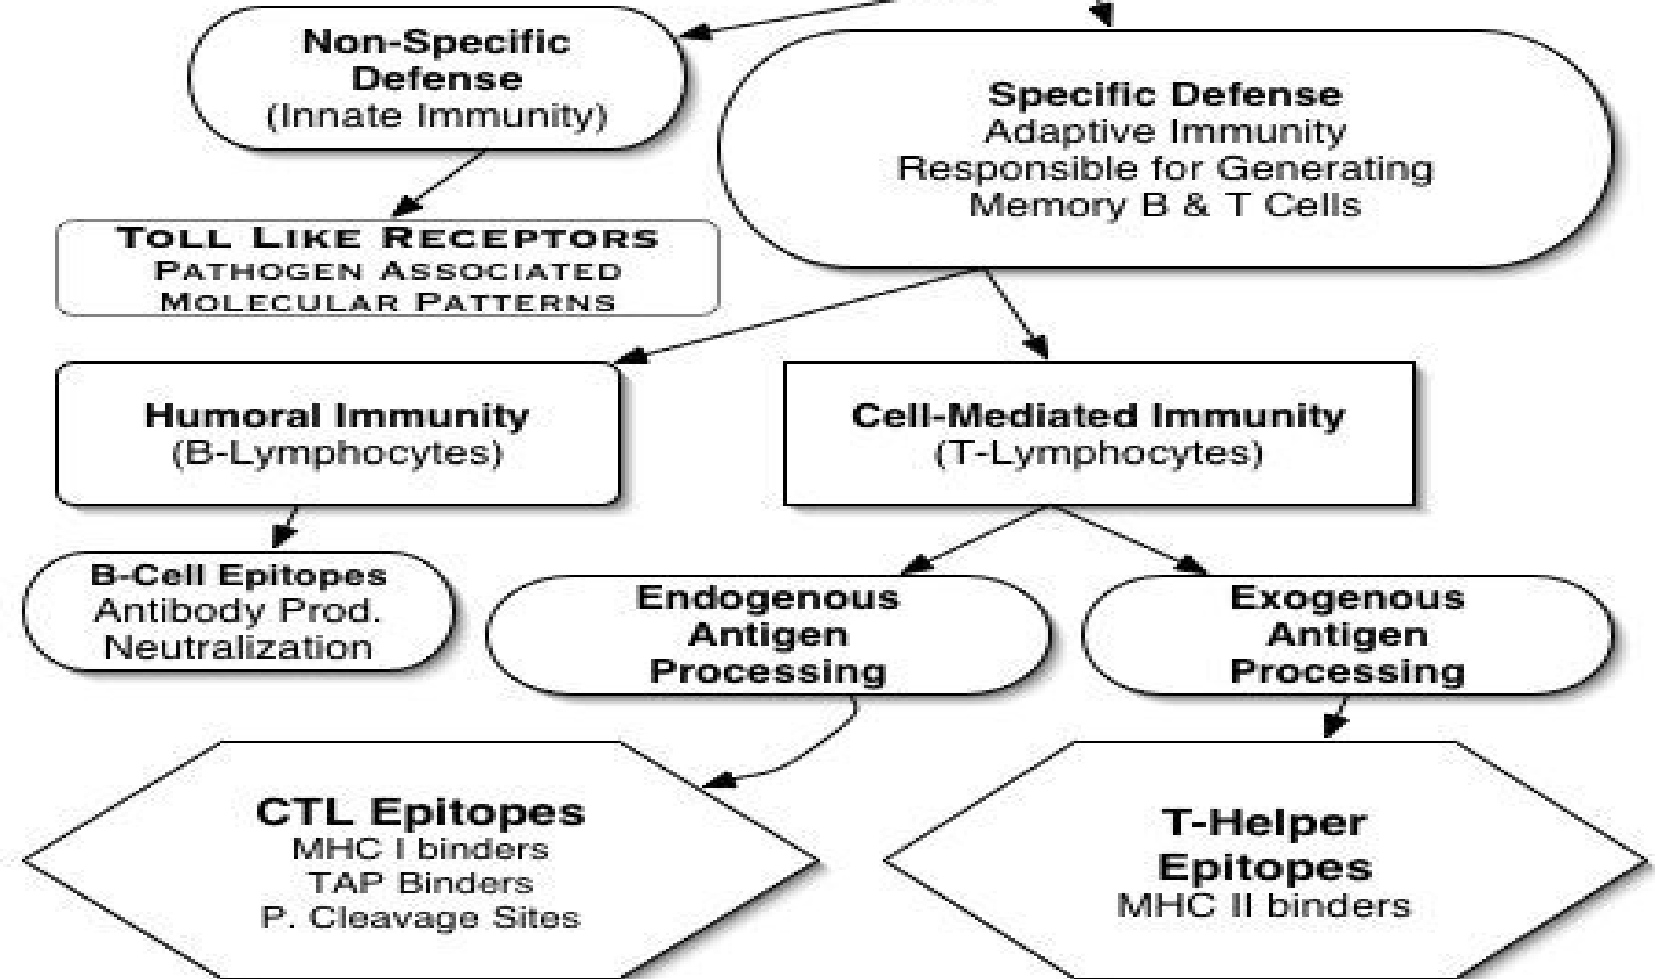 Non-Specific
Defense
(Innate Immunity)
Specific Defense
Adaptive Immunity
Responsible for Generating
Memory B & T Cells
TOLL LIKE RECEPTORS
PATHOGEN ASSOCIATED
MOLECULAR PATTERNS
Humoral Immunity
(B-Lymphocytes)
Cell-Mediated Immunity
(T-Lymphocytes)
B-Cell Epitopes
Antibody Prod.
Neutralization
Endogenous
Antigen
Processing
Exogenous
Antigen
Processing
CTL Epitopes
MHC I binders
TAP Binders
P. Cleavage Sites
T-Helper
Epitopes
MHC II binders